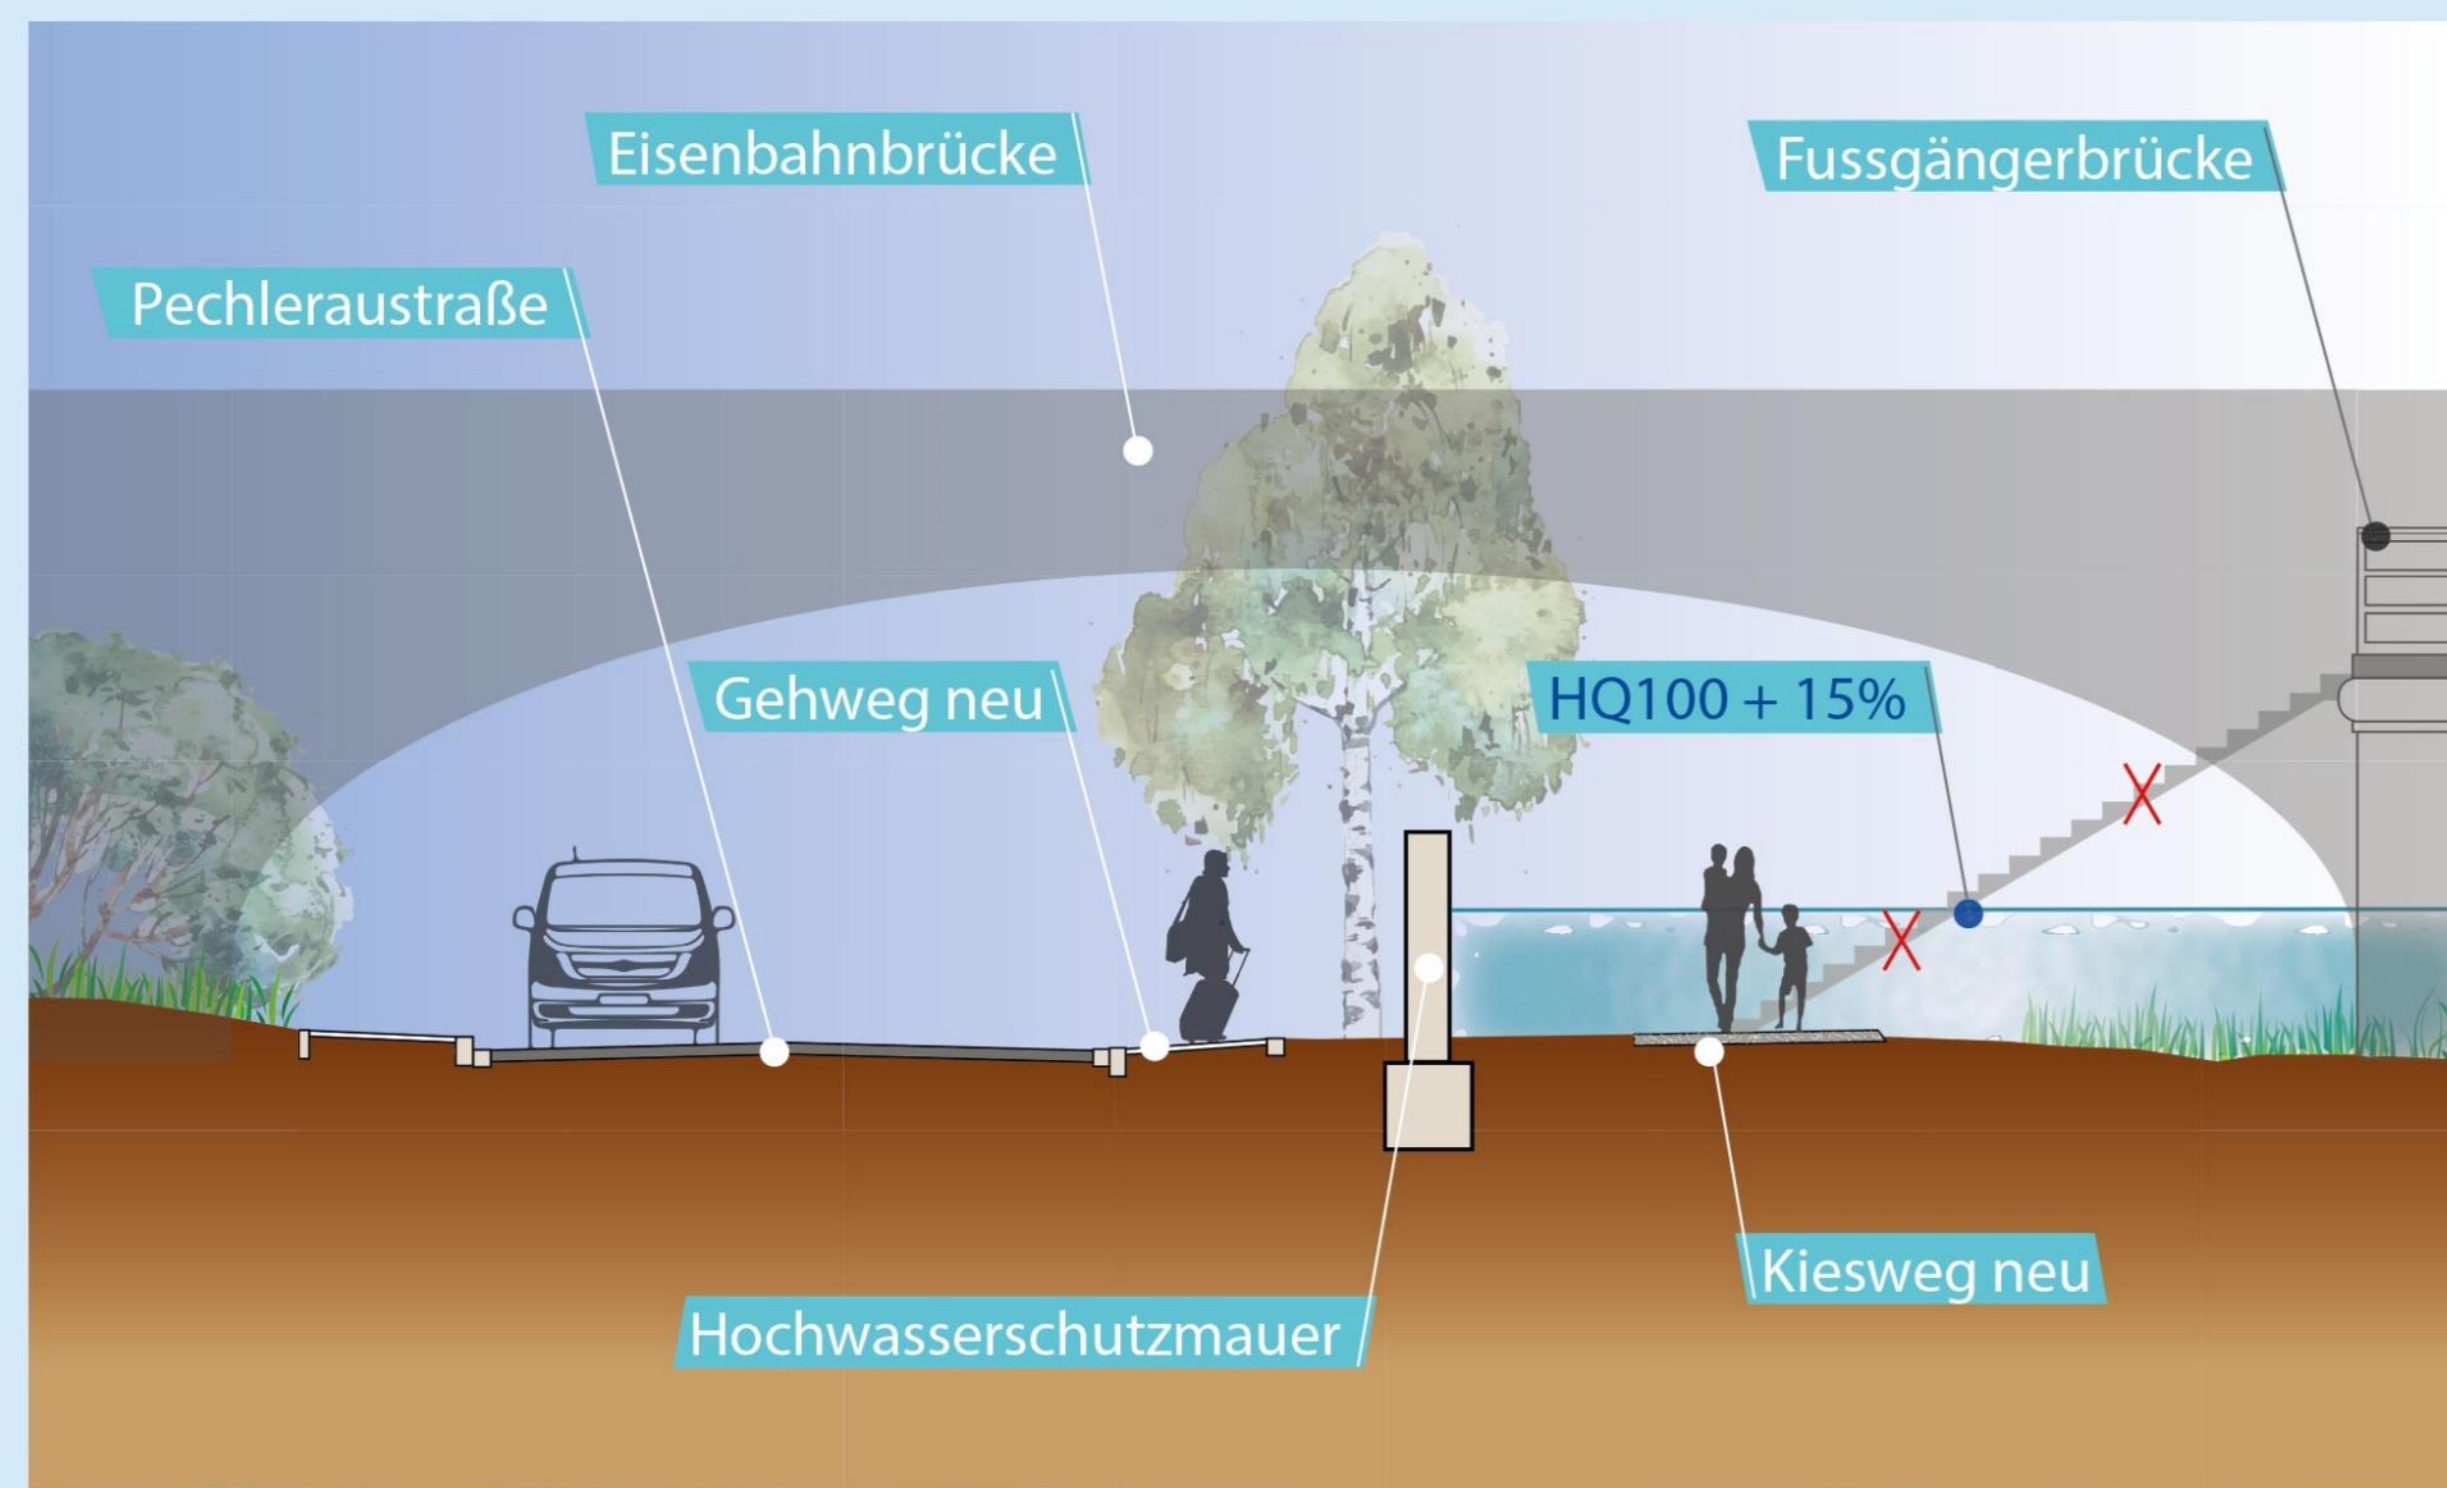 Eisenbahnbrücke
Fussgängerbrücke
Pechleraustraße
Gehweg neu
HQ100 + 15%
Kiesweg neu
Hochwasserschutzmauer